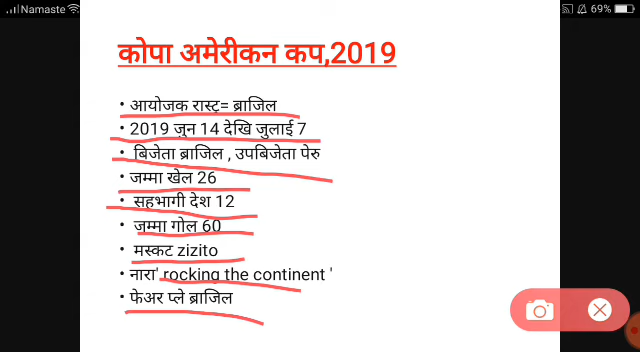 Namaste
69%
कोपा अमेरीकन कप,2019
• आयोजक रास्ट्र= ब्राजिल
• 2019 जुन 14 देखि जुलाई 7
• बिजेता ब्राजिल , उपबिजेता पेरु
• जम्मा खेल 26
• सहभागी देश 12
• जम्मा गोल 60
• मस्कट zizito
• नारा' rocking the continent '
• फेअर प्ले ब्राजिल